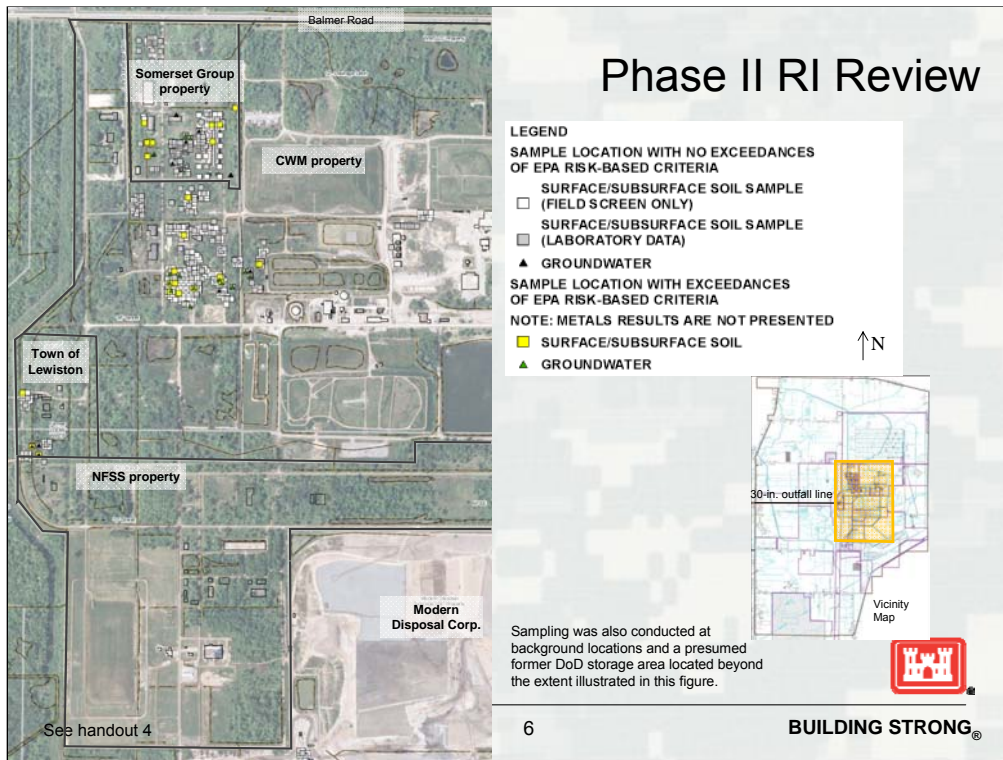 Balmer Road
Somerset Group
property
CWM property
Town of
Lewiston
NFSS property
Modern
Disposal Corp.
See handout 4
Phase II RI Review
LEGEND
SAMPLE LOCATION WITH NO EXCEEDANCES
OF EPA RISK-BASED CRITERIA
SURFACE/SUBSURFACE SOIL SAMPLE
(FIELD SCREEN ONLY)
SURFACE/SUBSURFACE SOIL SAMPLE
(LABORATORY DATA)
GROUNDWATER
SAMPLE LOCATION WITH EXCEEDANCES
OF EPA RISK-BASED CRITERIA
NOTE: METALS RESULTS ARE NOT PRESENTED
SURFACE/SUBSURFACE SOIL
GROUNDWATER
N
30-in. outfall line
Vicinity
Map
Sampling was also conducted at
background locations and a presumed
former DoD storage area located beyond
the extent illustrated in this figure.
6
BUILDING STRONG®